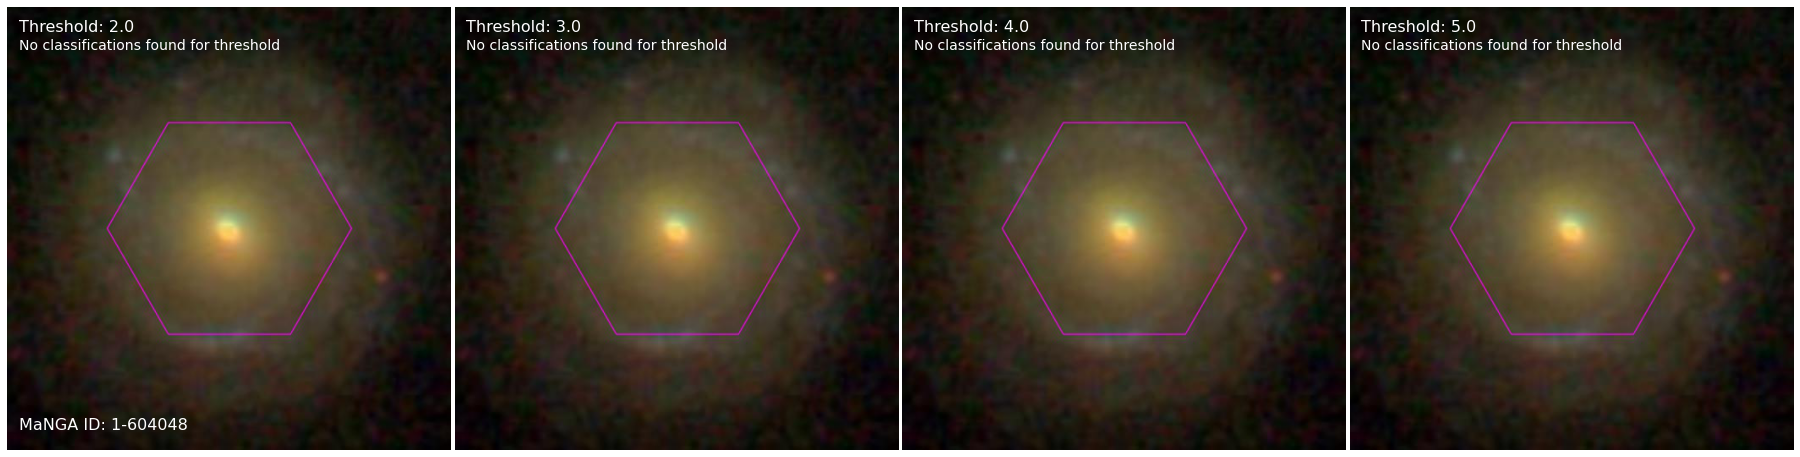 Threshold: 2.0
No classifications found for threshold
MaNGA ID: 1-604048
Threshold: 3.0
No classifications found for threshold
Threshold: 4.0
No classifications found for threshold
Threshold: 5.0
No classifications found for threshold